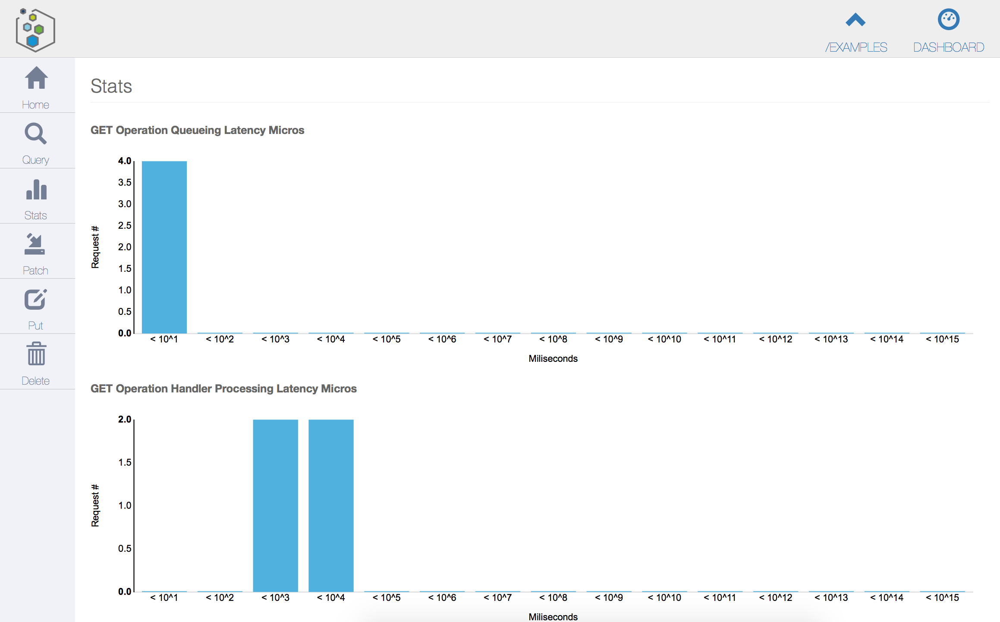 /EXAMPLES
DASHBOARD
Home
Query
Stats
Patch
Put
Delete
Stats
GET Operation Queueing Latency Micros
4.0
3.5
3.0
2.5
2.0
1.5
1.0
0.5
0.0
Request #
< 10^1 < 10^2 < 10^3 < 10^4 < 10^5 < 10^6 < 10^7 < 10^8 < 10^9 < 10^10 < 10^11 < 10^12 < 10^13 < 10^14 < 10^15
Miliseconds
GET Operation Handler Processing Latency Micros
2.0
1.5
1.0
0.5
0.0
Request #
< 10^1 < 10^2 < 10^3 < 10^4 < 10^5 < 10^6 < 10^7 < 10^8 < 10^9 < 10^10 < 10^11 < 10^12 < 10^13 < 10^14 < 10^15
Miliseconds